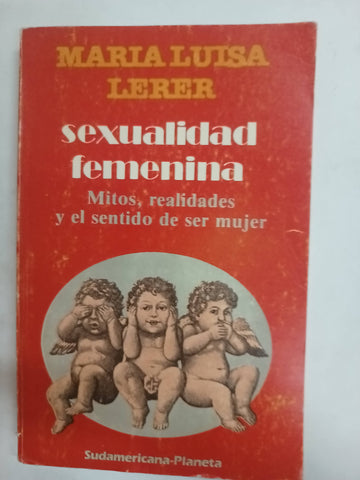 MARIA LUISA
LERER
sexualidad
femenina
Mitos, realidades
y el sentido de ser mujer
Sudamericana-Planeta